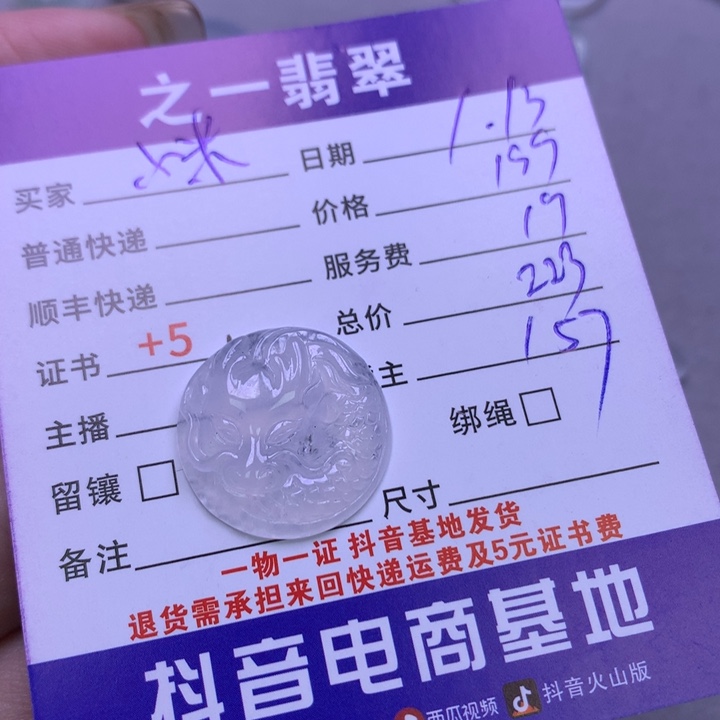 之一翡翠
买家 日期 1.13
普通快递 价格 199
顺丰快递 服务费 19
证书 +5 总价 223
主播 主 157
留镶 绑绳
备注 尺寸
一物一证 抖音基地发货
退货需承担来回快递运费及5元证书费
抖音电商基地
西瓜视频 抖音火山版